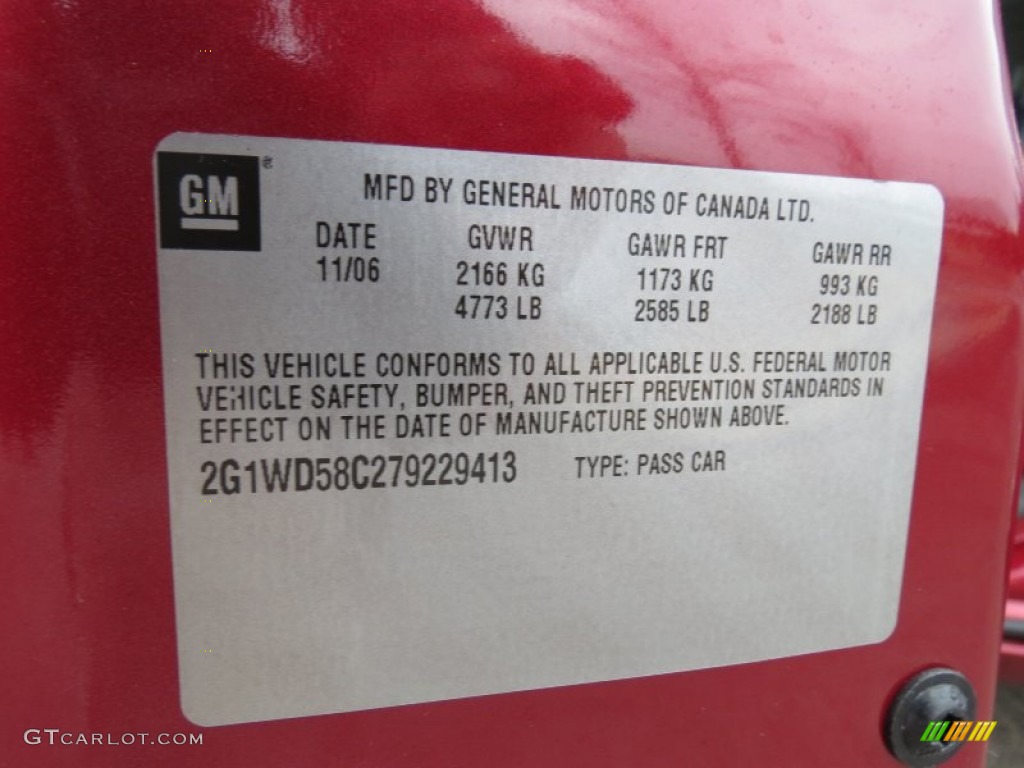 GM®
MFD BY GENERAL MOTORS OF CANADA LTD.
DATE GVWR GAWR FRT GAWR RR
11/06 2166 KG 1173 KG 993 KG
4773 LB 2585 LB 2188 LB
THIS VEHICLE CONFORMS TO ALL APPLICABLE U.S. FEDERAL MOTOR
VEHICLE SAFETY, BUMPER, AND THEFT PREVENTION STANDARDS IN
EFFECT ON THE DATE OF MANUFACTURE SHOWN ABOVE.
2G1WD58C279229413 TYPE: PASS CAR
GTCARLOT.COM